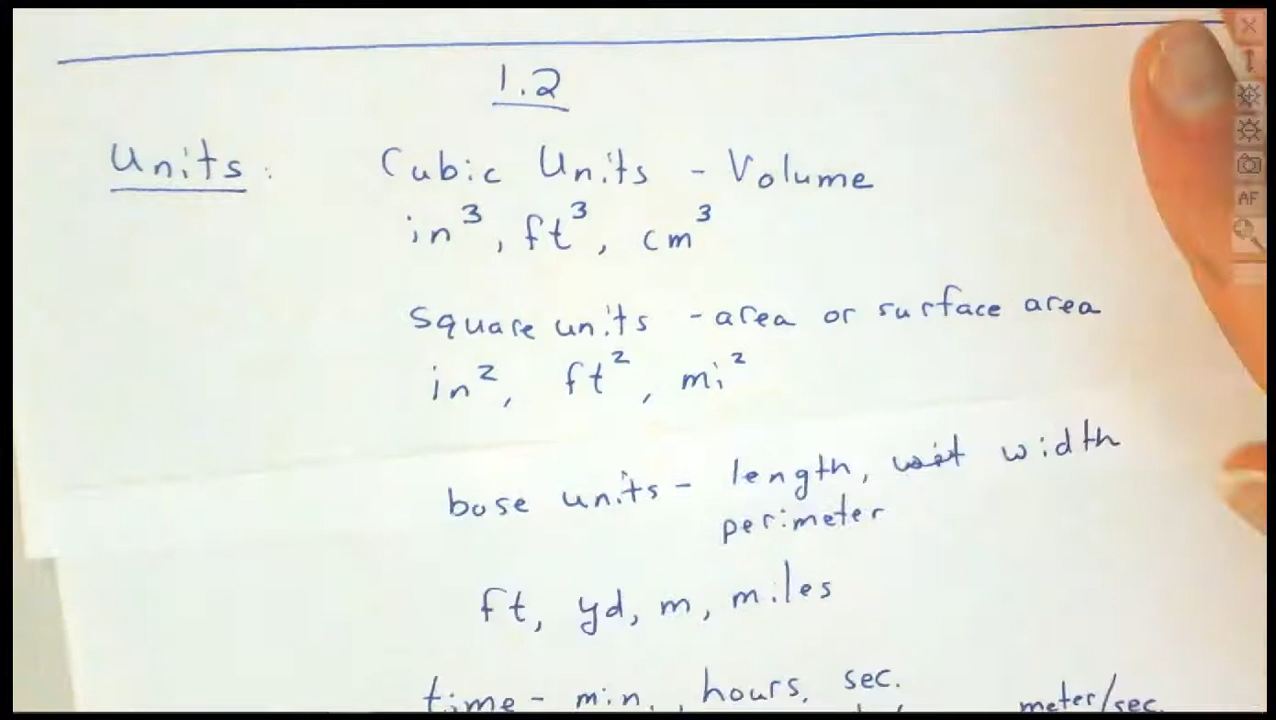 1.2
Units: Cubic Units - Volume
in³, ft³, cm³
square units - area or surface area
in², ft², mi²
base units - length, width
perimeter
ft, yd, m, miles
time - min., hours, sec.
meter/sec.
AF